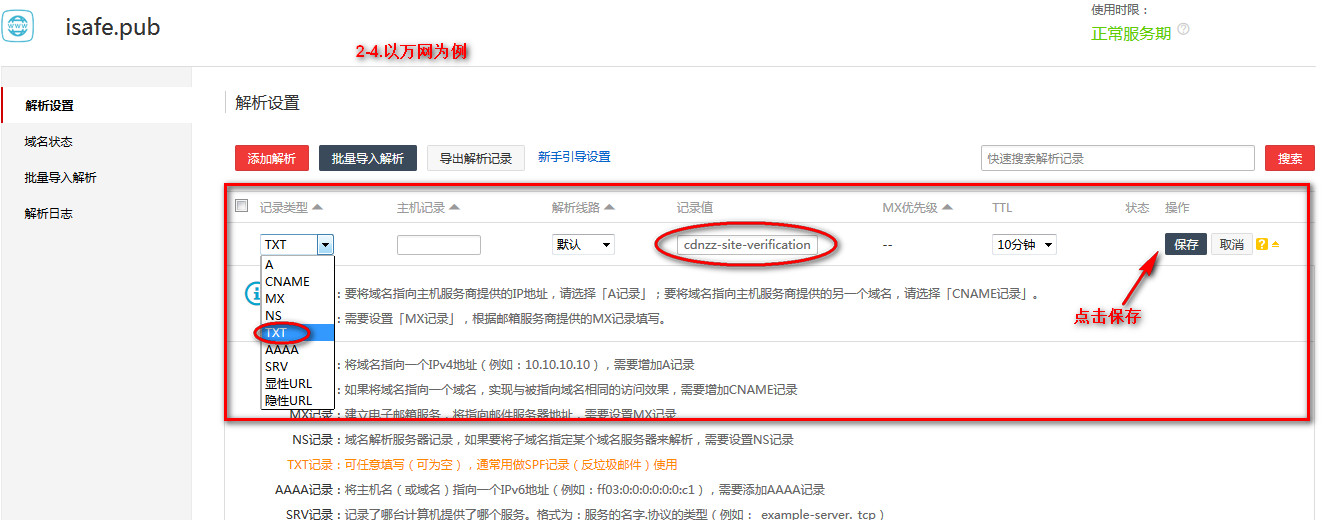 使用时限：
www
isafe.pub
正常服务期 ?
2-4.以万网为例
解析设置
域名状态
批量导入解析
解析日志
解析设置
添加解析 批量导入解析 导出解析记录 新手引导设置 快速搜索解析记录 搜索
记录类型 主机记录 解析线路 记录值 MX优先级 TTL 状态 操作
TXT 默认 cdnzz-site-verification -- 10分钟 保存 取消 ?
A
CNAME
MX
NS
TXT
AAAA
SRV
显性URL
隐性URL
点击保存
：要将域名指向主机服务商提供的IP地址，请选择「A记录」；要将域名指向主机服务商提供的另一个域名，请选择「CNAME记录」。
：需要设置「MX记录」，根据邮箱服务商提供的MX记录填写。
：将域名指向一个IPv4地址（例如：10.10.10.10），需要增加A记录
：如果将域名指向一个域名，实现与被指向域名相同的访问效果，需要增加CNAME记录
MX记录：建立电子邮箱服务，将指向邮件服务器地址，需要设置MX记录
NS记录：域名解析服务器记录，如果要将子域名指定某个域名服务器来解析，需要设置NS记录
TXT记录：可任意填写（可为空），通常用做SPF记录（反垃圾邮件）使用
AAAA记录：将主机名（或域名）指向一个IPv6地址（例如：ff03:0:0:0:0:0:0:c1），需要添加AAAA记录
SRV记录：记录了哪台计算机提供了哪个服务。格式为：服务的名字.协议的类型（例如：_example-server._tcp）